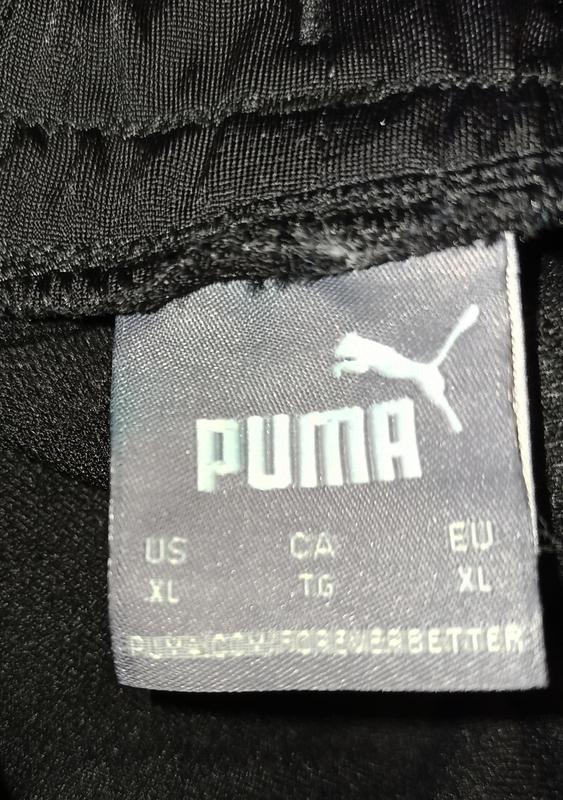 PUMA
US CA EU
XL TG XL
PUMA.COM/FOREVERBETTER